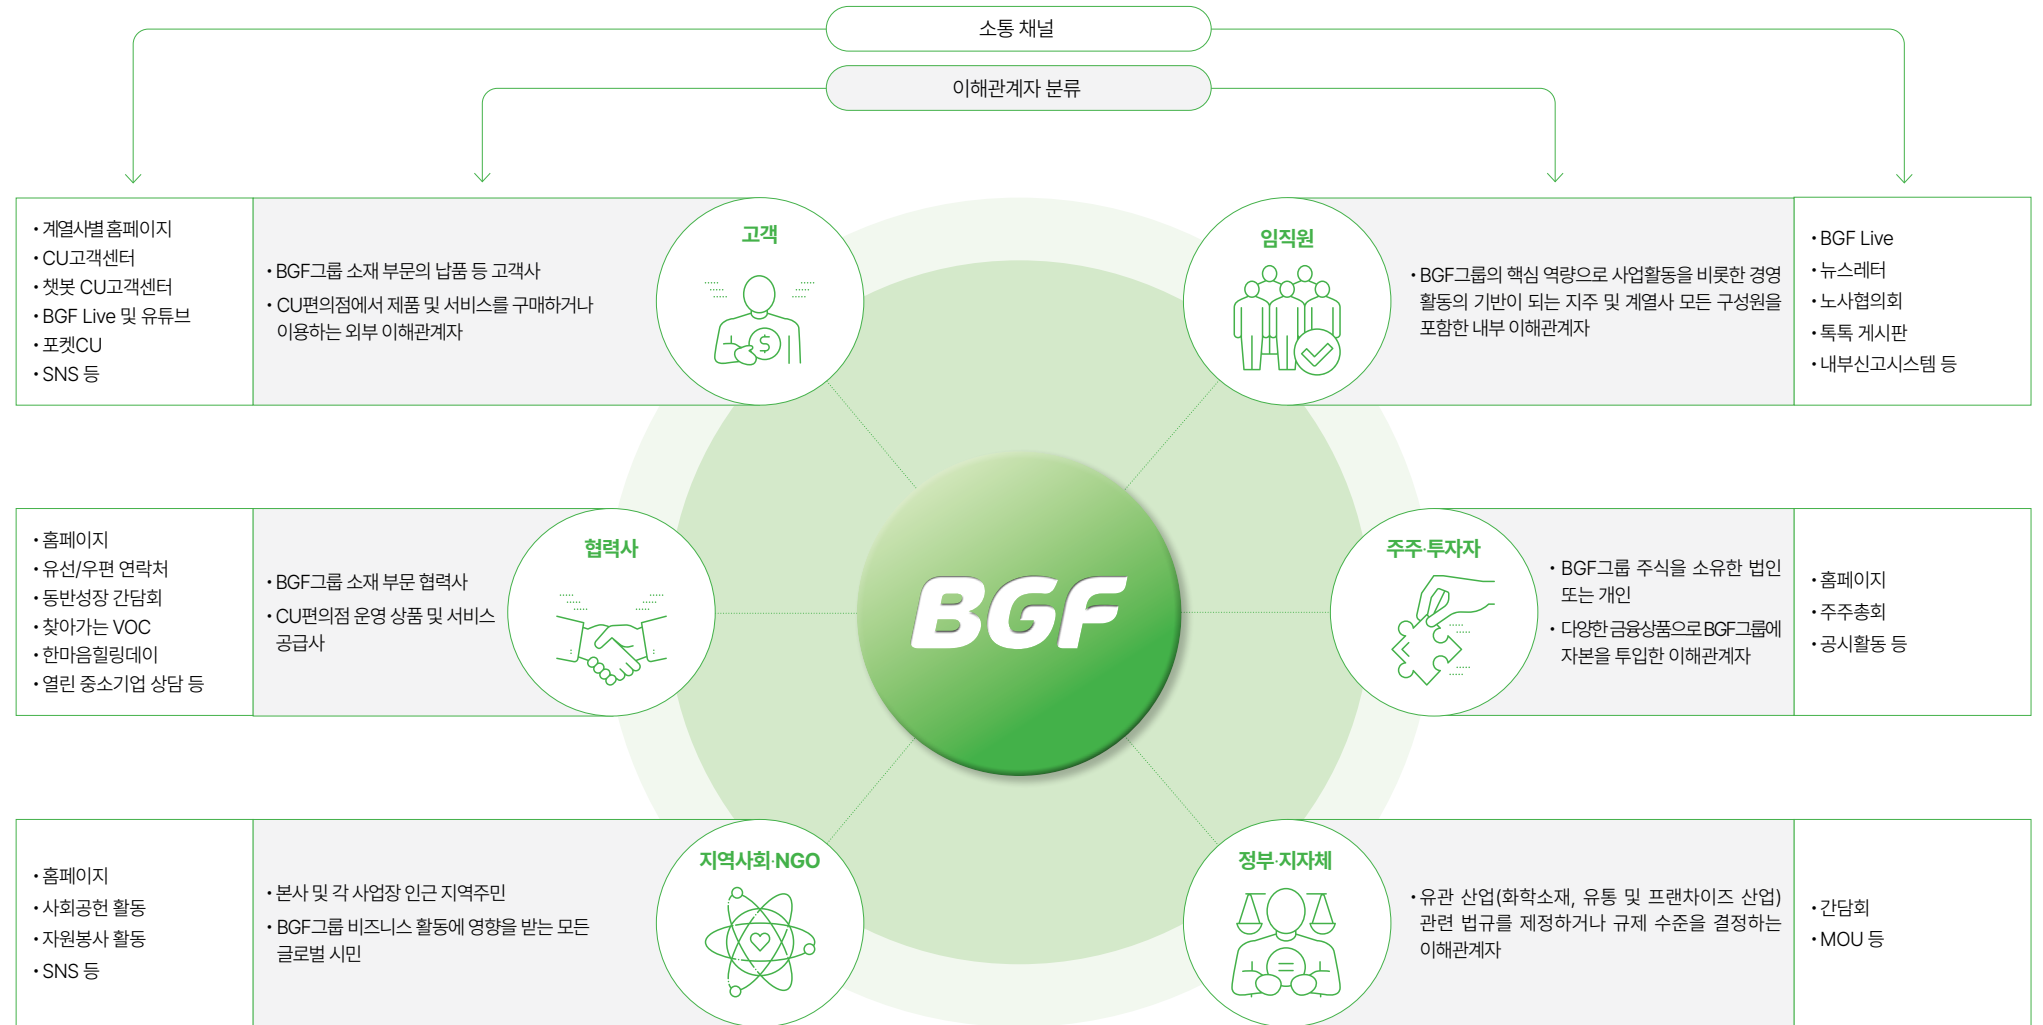 소통 채널
이해관계자 분류
• 계열사별 홈페이지
• CU고객센터
• 챗봇 CU고객센터
• BGF Live 및 유튜브
• 포켓CU
• SNS 등
• BGF그룹 소재 부문의 납품 등 고객사
• CU편의점에서 제품 및 서비스를 구매하거나
이용하는 외부 이해관계자
고객
임직원
• BGF그룹의 핵심 역량으로 사업활동을 비롯한 경영
활동의 기반이 되는 지주 및 계열사 모든 구성원을
포함한 내부 이해관계자
• BGF Live
• 뉴스레터
• 노사협의회
• 톡톡 게시판
• 내부신고시스템 등
• 홈페이지
• 유선/우편 연락처
• 동반성장 간담회
• 찾아가는 VOC
• 한마음힐링데이
• 열린 중소기업 상담 등
• BGF그룹 소재 부문 협력사
• CU편의점 운영 상품 및 서비스
공급사
협력사
BGF
주주·투자자
• BGF그룹 주식을 소유한 법인
또는 개인
• 다양한 금융상품으로 BGF그룹에
자본을 투입한 이해관계자
• 홈페이지
• 주주총회
• 공시활동 등
• 홈페이지
• 사회공헌 활동
• 자원봉사 활동
• SNS 등
• 본사 및 각 사업장 인근 지역주민
• BGF그룹 비즈니스 활동에 영향을 받는 모든
글로벌 시민
지역사회·NGO
정부·지자체
• 유관 산업(화학소재, 유통 및 프랜차이즈 산업)
관련 법규를 제정하거나 규제 수준을 결정하는
이해관계자
• 간담회
• MOU 등